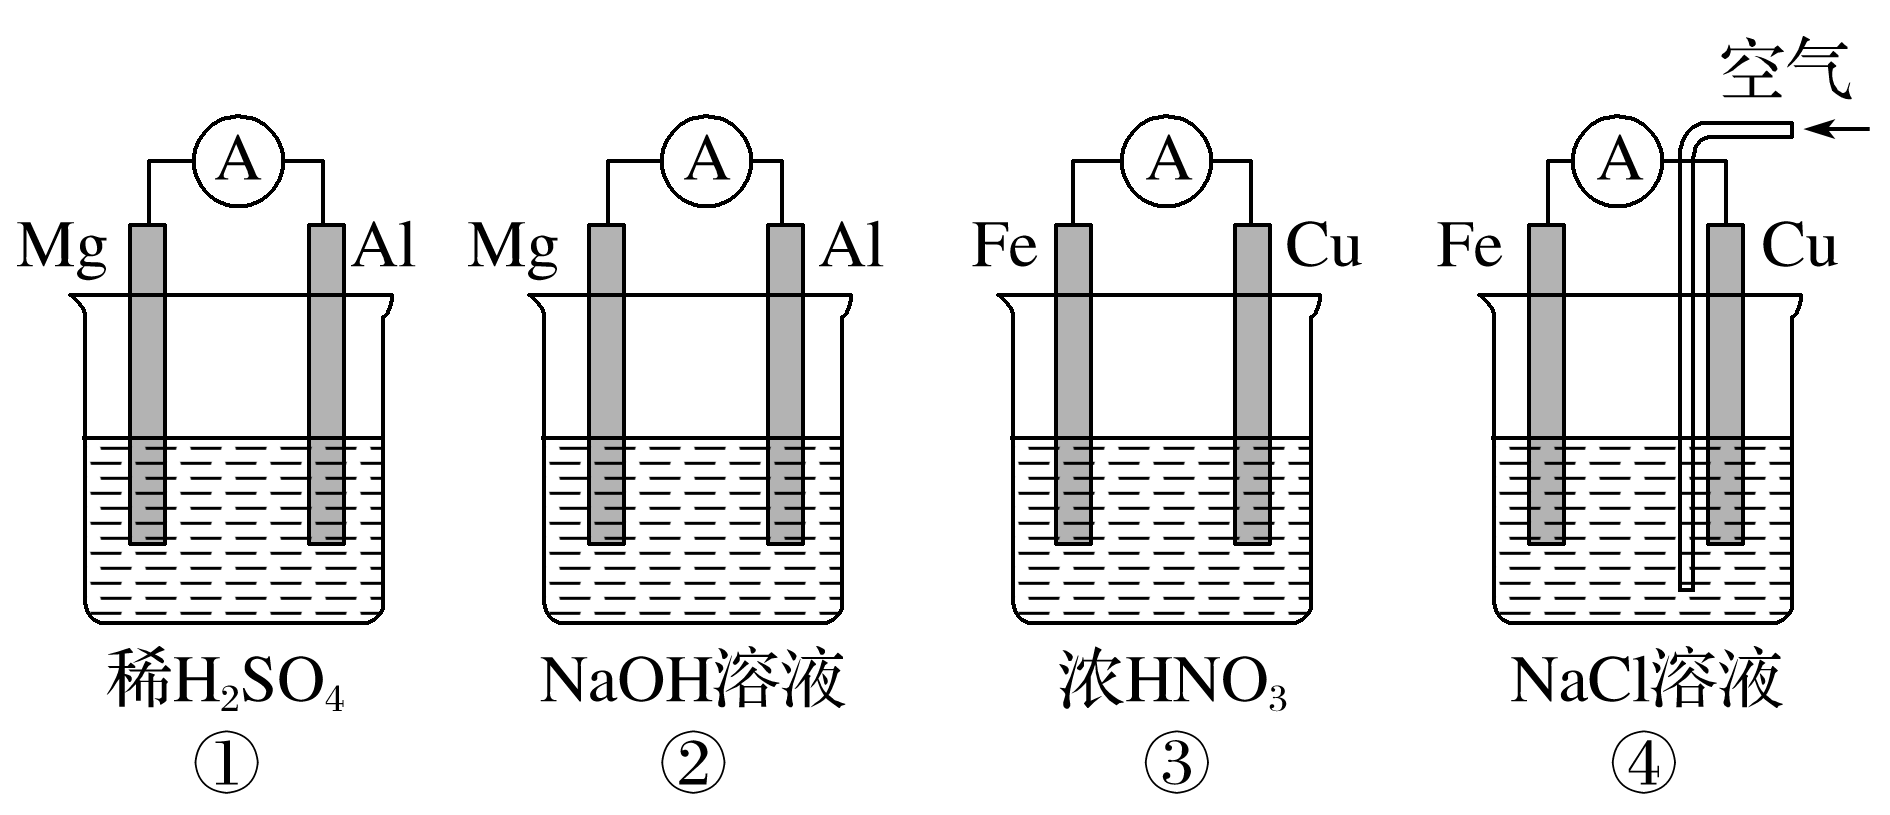 空气
A A A A
Mg Al Mg Al Fe Cu Fe Cu
稀H₂SO₄ NaOH溶液 浓HNO₃ NaCl溶液
① ② ③ ④